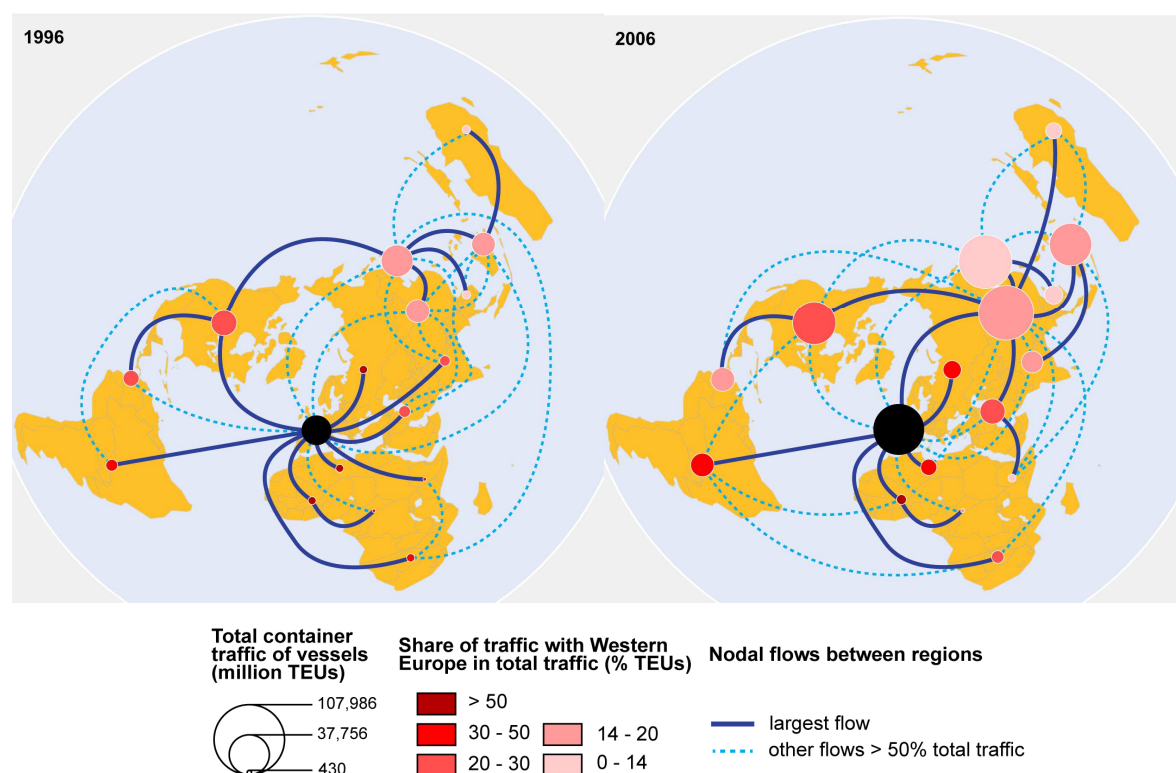 1996
2006
Total container
traffic of vessels
(million TEUs)
107,986
37,756
430
Share of traffic with Western
Europe in total traffic (% TEUs)
> 50
30 - 50
14 - 20
20 - 30
0 - 14
Nodal flows between regions
largest flow
other flows > 50% total traffic